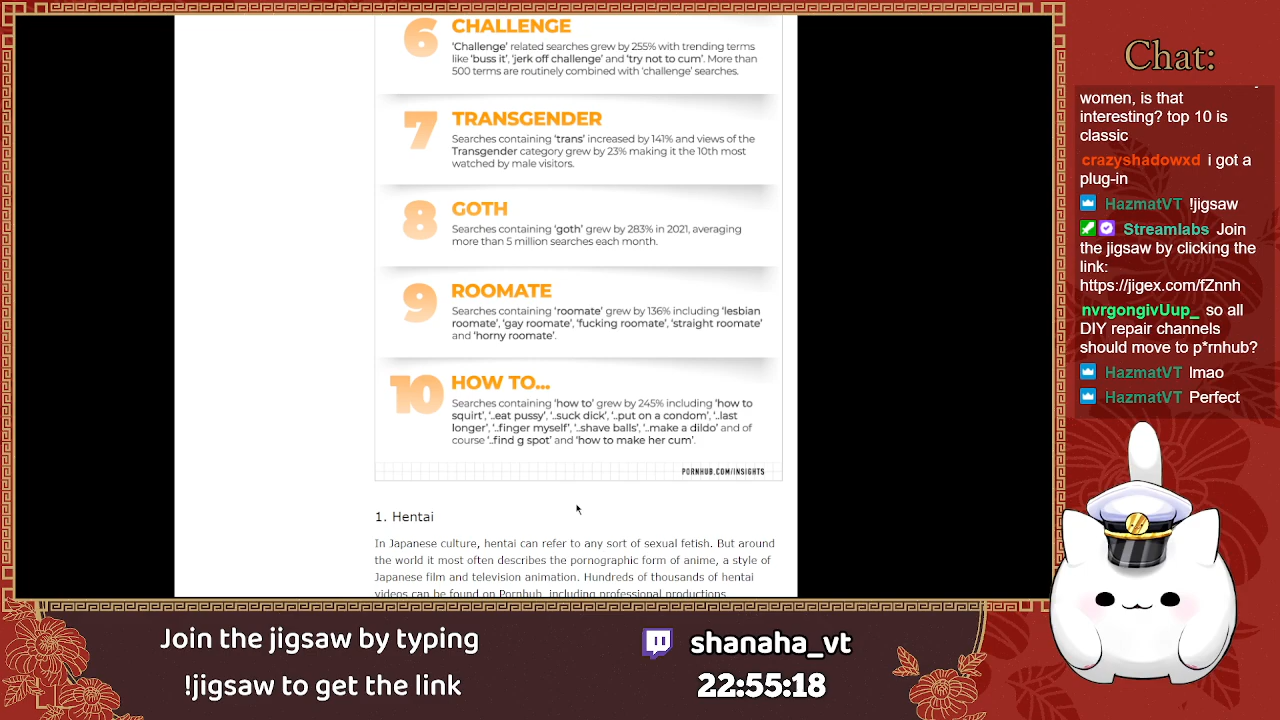 6 CHALLENGE
'Challenge' related searches grew by 255% with trending terms
like 'buss it', 'jerk off challenge' and 'try not to cum'. More than
500 terms are routinely combined with 'challenge' searches.
7 TRANSGENDER
Searches containing 'trans' increased by 141% and views of the
Transgender category grew by 23% making it the 10th most
watched by male visitors.
8 GOTH
Searches containing 'goth' grew by 283% in 2021, averaging
more than 5 million searches each month.
9 ROOMATE
Searches containing 'roomate' grew by 136% including 'lesbian
roomate', 'gay roomate', 'fucking roomate', 'straight roomate'
and 'horny roomate'.
10 HOW TO...
Searches containing 'how to' grew by 245% including 'how to
squirt', '..eat pussy', '..suck dick', '..put on a condom', '..last
longer', '..finger myself', '..shave balls', '..make a dildo' and of
course '..find g spot' and 'how to make her cum'.
PORNHUB.COM/INSIGHTS
1. Hentai
In Japanese culture, hentai can refer to any sort of sexual fetish. But around
the world it most often describes the pornographic form of anime, a style of
Japanese film and television animation. Hundreds of thousands of hentai
videos can be found on Pornhub, including professional productions,
Chat:
women, is that
interesting? top 10 is
classic
crazyshadowxd i got a
plug-in
HazmatVT !jigsaw
Streamlabs Join
the jigsaw by clicking the
link:
https://jigex.com/fZnnh
nvrgongivUup_ so all
DIY repair channels
should move to p*rnhub?
HazmatVT lmao
HazmatVT Perfect
Join the jigsaw by typing
!jigsaw to get the link
shanaha_vt
22:55:18